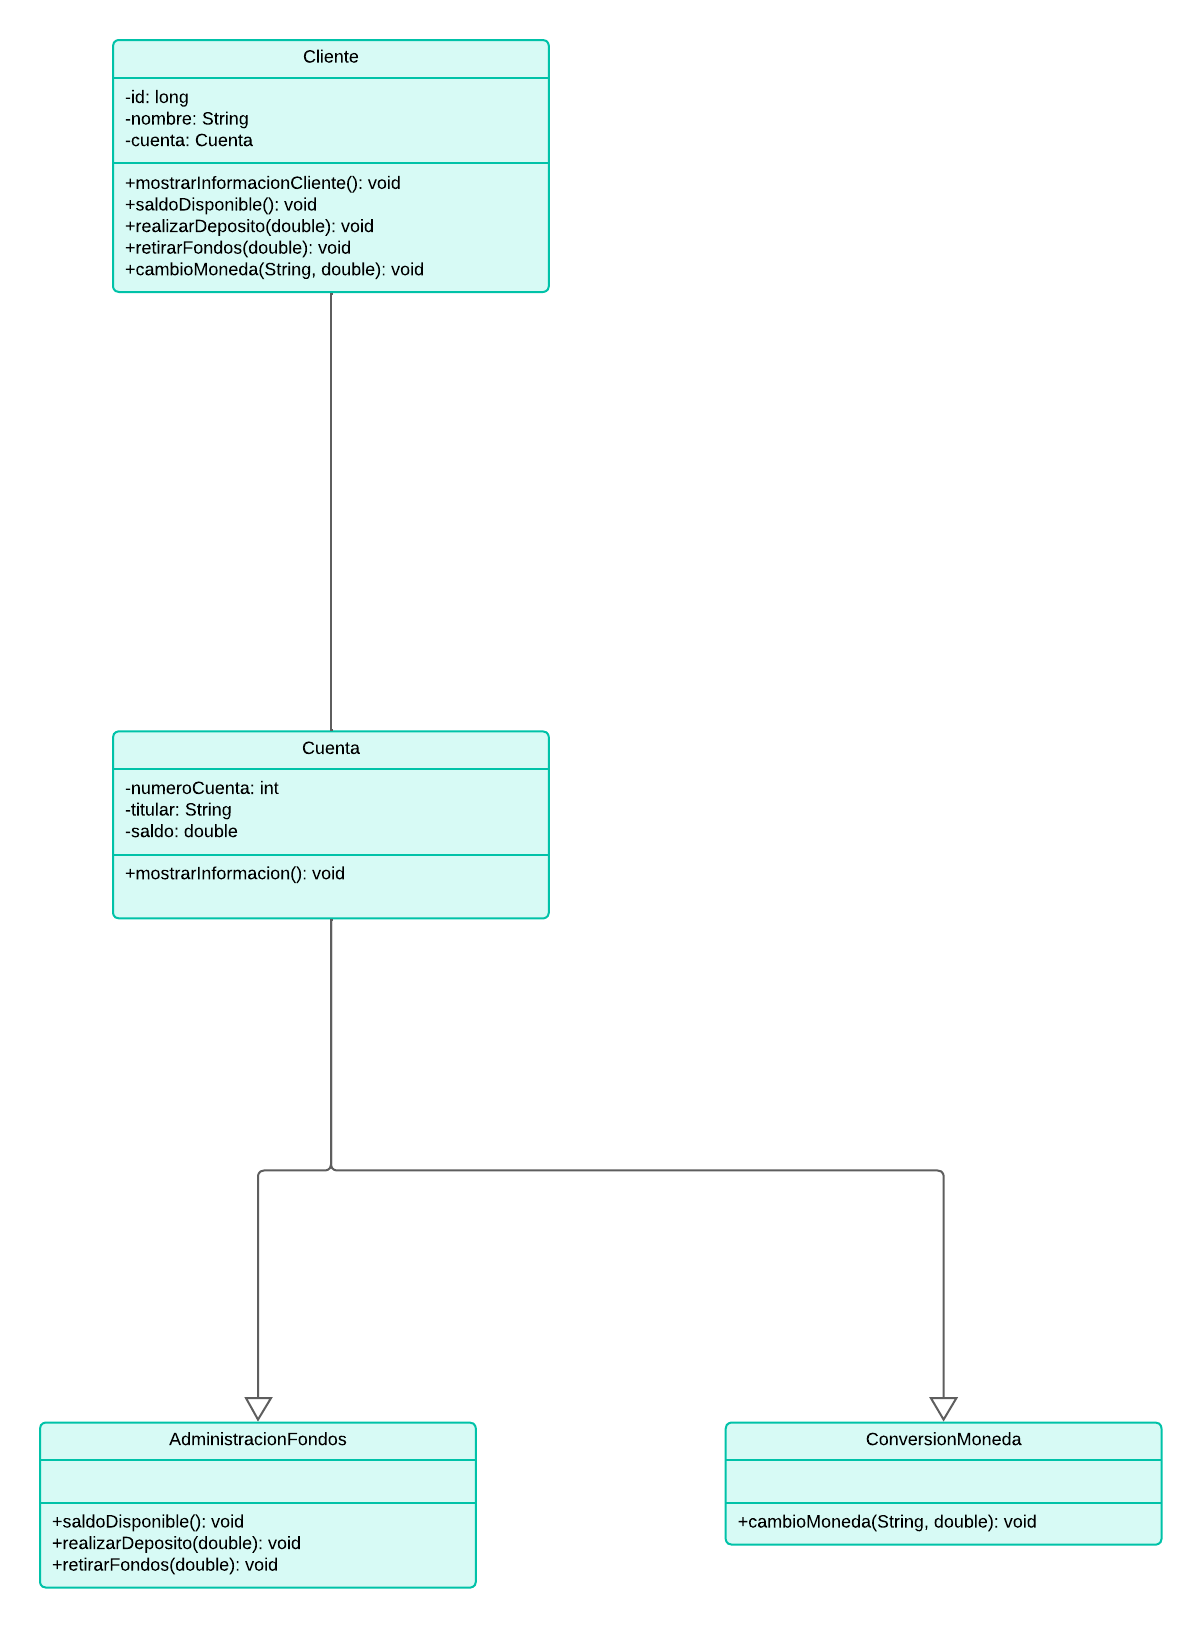 Cliente
-id: long
-nombre: String
-cuenta: Cuenta
+mostrarInformacionCliente(): void
+saldoDisponible(): void
+realizarDeposito(double): void
+retirarFondos(double): void
+cambioMoneda(String, double): void
Cuenta
-numeroCuenta: int
-titular: String
-saldo: double
+mostrarInformacion(): void
AdministracionFondos
+saldoDisponible(): void
+realizarDeposito(double): void
+retirarFondos(double): void
ConversionMoneda
+cambioMoneda(String, double): void